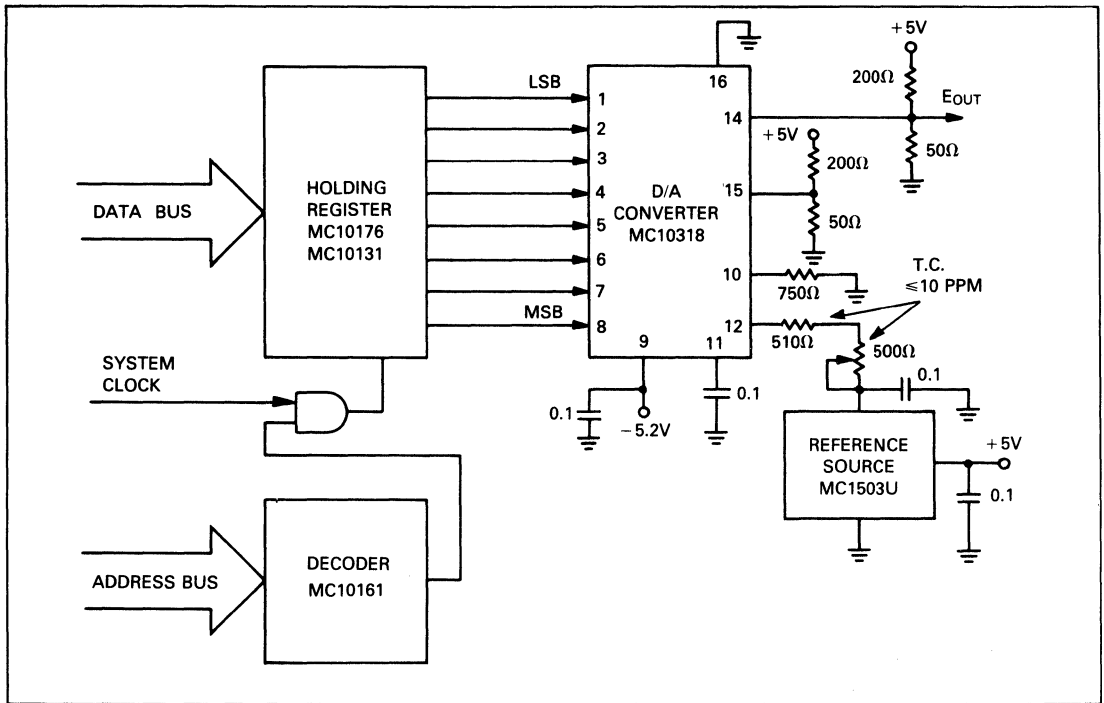 HOLDING
REGISTER
MC10176
MC10131
DATA BUS
LSB
MSB
SYSTEM
CLOCK
DECODER
MC10161
ADDRESS BUS
D/A
CONVERTER
MC10318
1
2
3
4
5
6
7
8
16
14
15
10
12
9
11
+5V
200Ω
EOUT
50Ω
+5V
200Ω
50Ω
750Ω
T.C.
≤10 PPM
510Ω
500Ω
0.1
0.1
0.1
−5.2V
REFERENCE
SOURCE
MC1503U
+5V
0.1